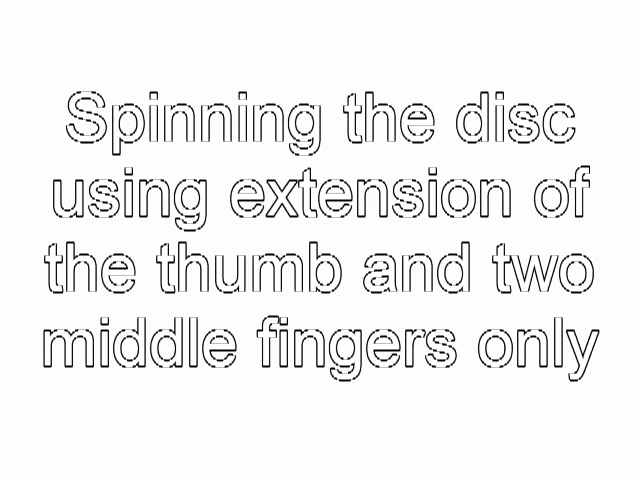 Spinning the disc
using extension of
the thumb and two
middle fingers only